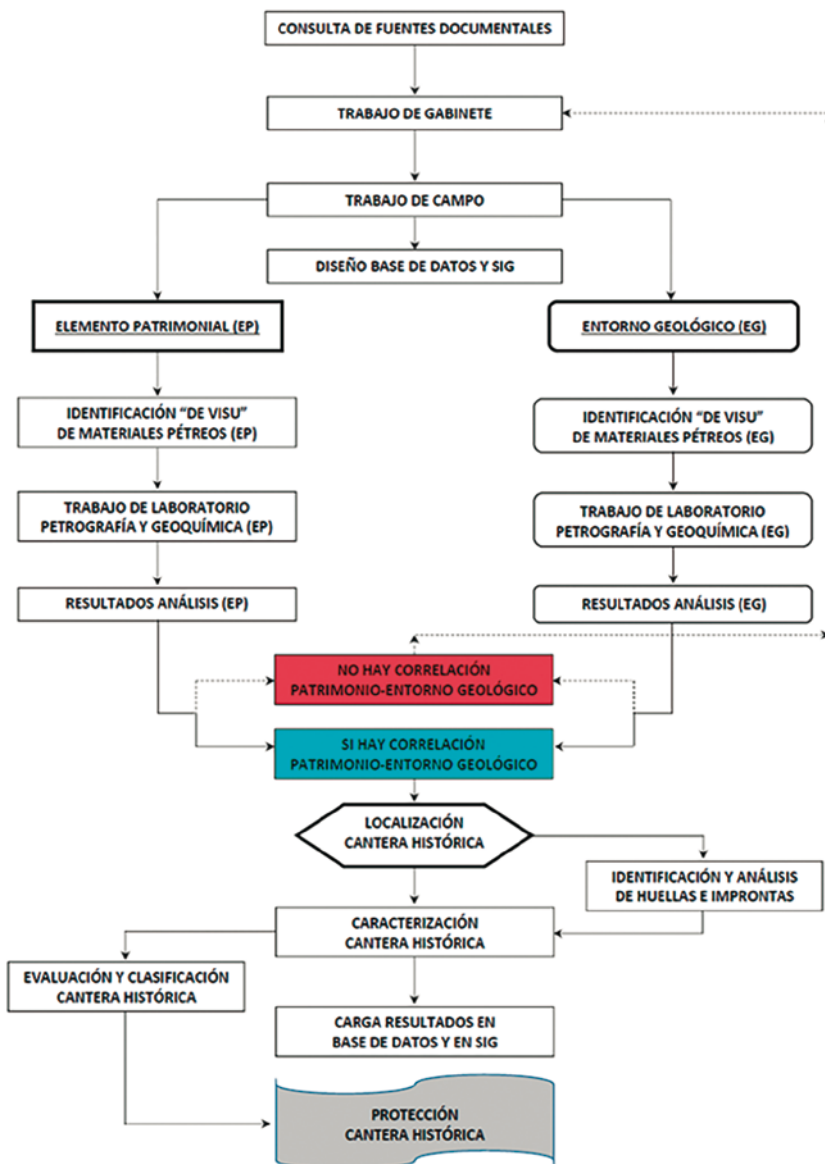 CONSULTA DE FUENTES DOCUMENTALES
TRABAJO DE GABINETE
TRABAJO DE CAMPO
DISEÑO BASE DE DATOS Y SIG
ELEMENTO PATRIMONIAL (EP)
ENTORNO GEOLÓGICO (EG)
IDENTIFICACIÓN "DE VISU"
DE MATERIALES PÉTREOS (EP)
IDENTIFICACIÓN "DE VISU"
DE MATERIALES PÉTREOS (EG)
TRABAJO DE LABORATORIO
PETROGRAFÍA Y GEOQUÍMICA (EP)
TRABAJO DE LABORATORIO
PETROGRAFÍA Y GEOQUÍMICA (EG)
RESULTADOS ANÁLISIS (EP)
RESULTADOS ANÁLISIS (EG)
NO HAY CORRELACIÓN
PATRIMONIO-ENTORNO GEOLÓGICO
SI HAY CORRELACIÓN
PATRIMONIO-ENTORNO GEOLÓGICO
LOCALIZACIÓN
CANTERA HISTÓRICA
IDENTIFICACIÓN Y ANÁLISIS
DE HUELLAS E IMPRONTAS
CARACTERIZACIÓN
CANTERA HISTÓRICA
EVALUACIÓN Y CLASIFICACIÓN
CANTERA HISTÓRICA
CARGA RESULTADOS EN
BASE DE DATOS Y EN SIG
PROTECCIÓN
CANTERA HISTÓRICA